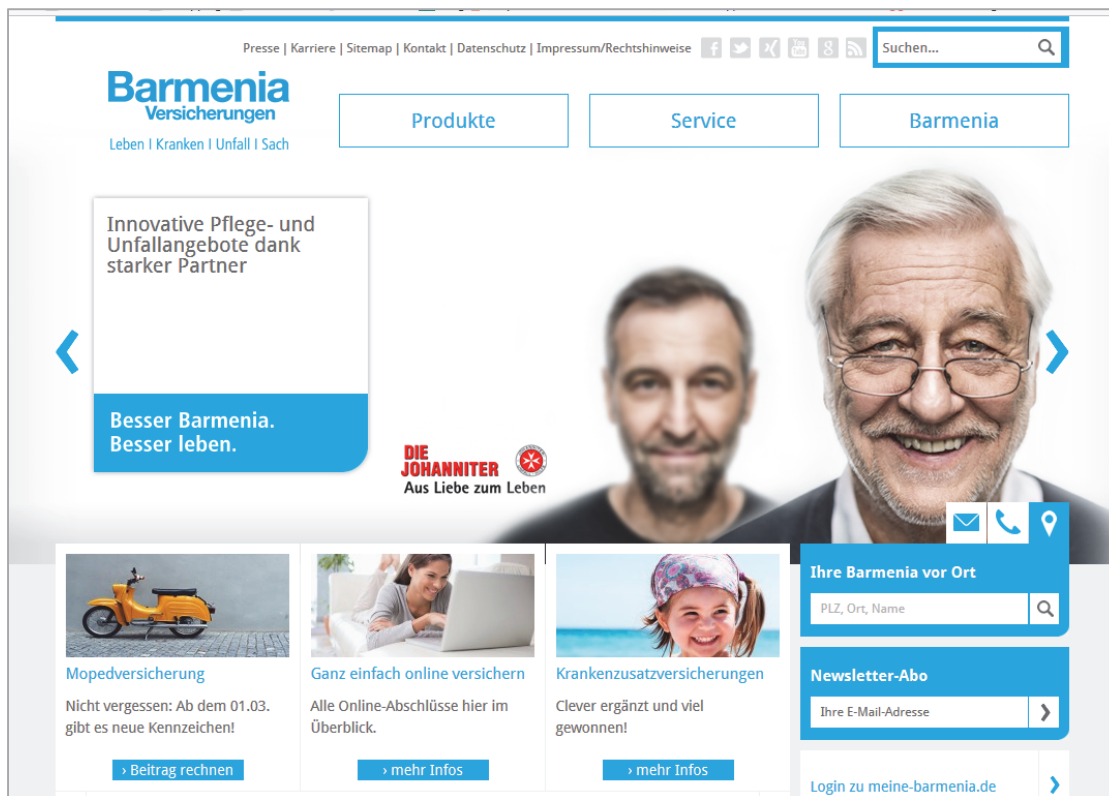 Presse | Karriere | Sitemap | Kontakt | Datenschutz | Impressum/Rechtshinweise
Suchen...
Barmenia
Versicherungen
Leben I Kranken I Unfall I Sach
Produkte
Service
Barmenia
Innovative Pflege- und
Unfallangebote dank
starker Partner
Besser Barmenia.
Besser leben.
DIE
JOHANNITER
Aus Liebe zum Leben
Ihre Barmenia vor Ort
PLZ, Ort, Name
Mopedversicherung
Nicht vergessen: Ab dem 01.03.
gibt es neue Kennzeichen!
› Beitrag rechnen
Ganz einfach online versichern
Alle Online-Abschlüsse hier im
Überblick.
› mehr Infos
Krankenzusatzversicherungen
Clever ergänzt und viel
gewonnen!
› mehr Infos
Newsletter-Abo
Ihre E-Mail-Adresse
Login zu meine-barmenia.de